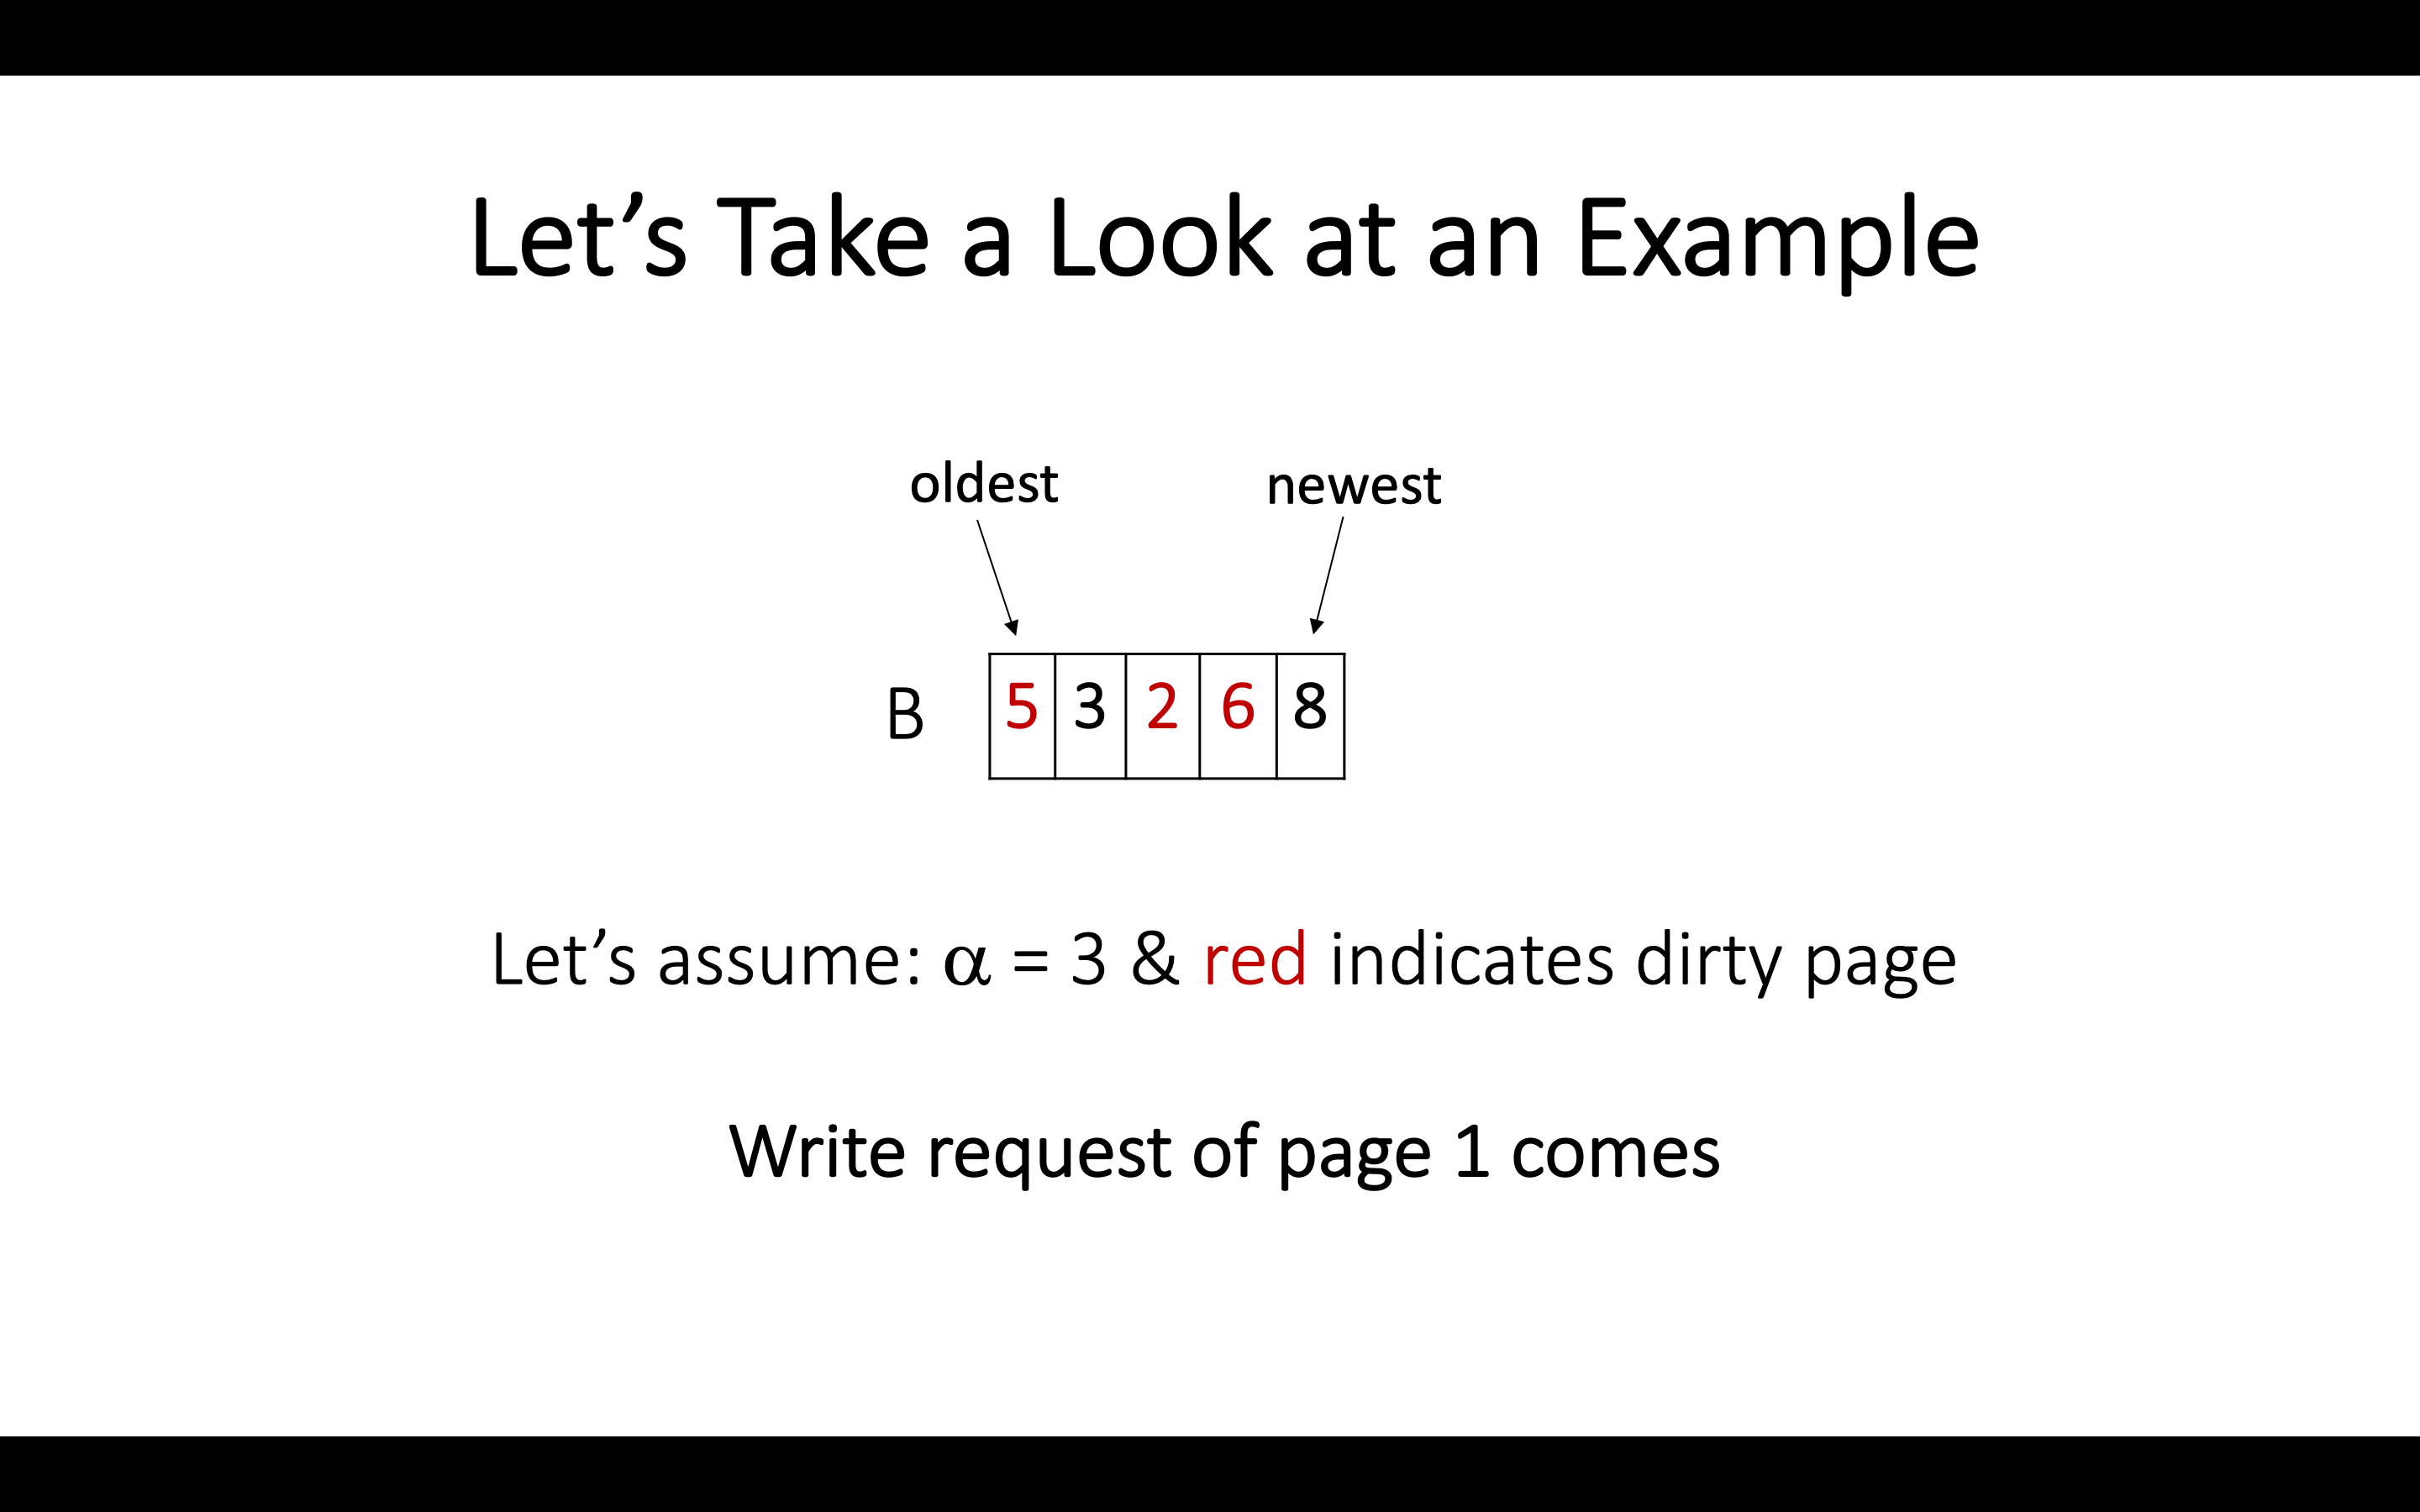 Let’s Take a Look at an Example
oldest newest
B 5 3 2 6 8
Let’s assume: α = 3 & red indicates dirty page
Write request of page 1 comes